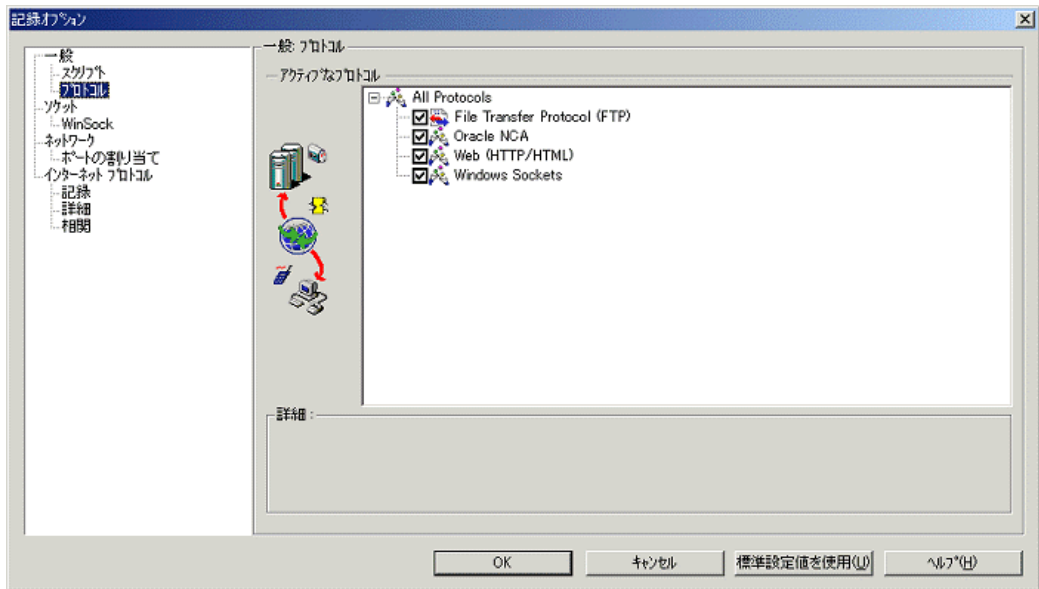 記録ｵﾌﾟｼｮﾝ
一般
ｽｸﾘﾌﾟﾄ
ﾌﾟﾛﾄｺﾙ
ｿｹｯﾄ
WinSock
ﾈｯﾄﾜｰｸ
ﾎﾟｰﾄの割り当て
ｲﾝﾀｰﾈｯﾄ ﾌﾟﾛﾄｺﾙ
記録
詳細
相関
一般: ﾌﾟﾛﾄｺﾙ
ｱｸﾃｨﾌﾞなﾌﾟﾛﾄｺﾙ
All Protocols
File Transfer Protocol (FTP)
Oracle NCA
Web (HTTP/HTML)
Windows Sockets
詳細 :
OK
ｷｬﾝｾﾙ
標準設定値を使用(U)
ﾍﾙﾌﾟ(H)